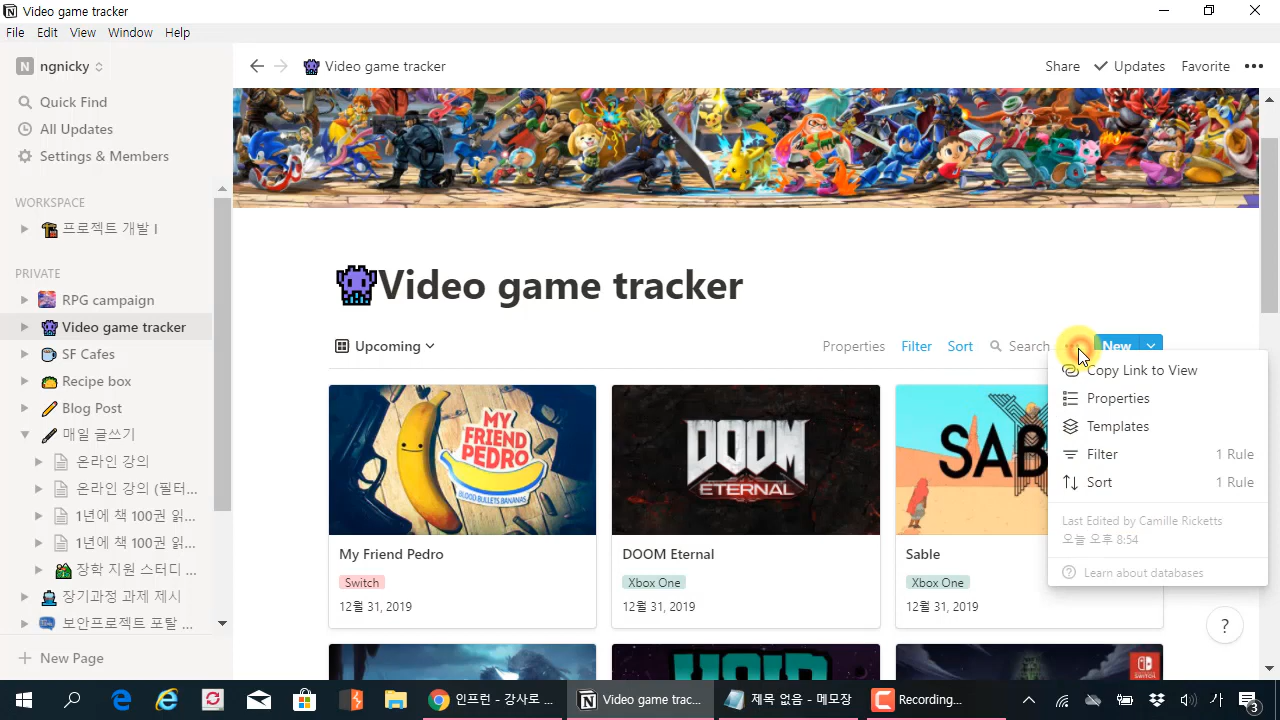 Video game tracker
File Edit View Window Help
N ngnicky
Quick Find
All Updates
Settings & Members
WORKSPACE
프로젝트 개발 I
PRIVATE
RPG campaign
Video game tracker
SF Cafes
Recipe box
Blog Post
매일 글쓰기
온라인 강의
온라인 강의 (필터...
1년에 책 100권 읽...
1년에 책 100권 읽...
장학 지원 스터디 ...
장기과정 과제 제시
보안프로젝트 포탈 ...
New Page
Video game tracker
Share Updates Favorite
Video game tracker
Upcoming
Properties Filter Sort Search New
Copy Link to View
Properties
Templates
Filter 1 Rule
Sort 1 Rule
Last Edited by Camille Ricketts
오늘 오후 8:54
Learn about databases
MY
FRIEND
PEDRO
BLOOD BULLETS BANANAS
My Friend Pedro
Switch
12월 31, 2019
DOOM
ETERNAL
DOOM Eternal
Xbox One
12월 31, 2019
SAB
Sable
Xbox One
12월 31, 2019
VOID
?
인프런 - 강사로 ...
Video game trac...
제목 없음 - 메모장
Recording...
가
3